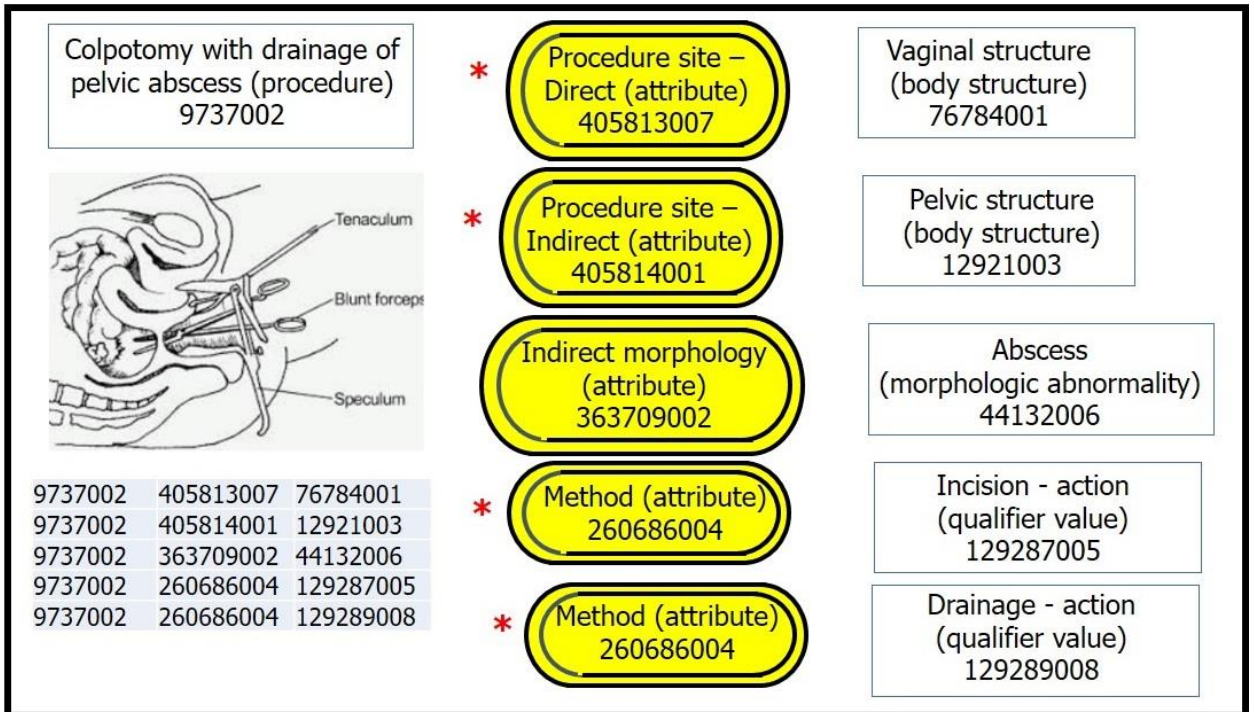 Colpotomy with drainage of
pelvic abscess (procedure)
9737002
*
Procedure site –
Direct (attribute)
405813007
Vaginal structure
(body structure)
76784001
*
Procedure site –
Indirect (attribute)
405814001
Pelvic structure
(body structure)
12921003
Tenaculum
Blunt forceps
Speculum
Indirect morphology
(attribute)
363709002
Abscess
(morphologic abnormality)
44132006
*
Method (attribute)
260686004
Incision - action
(qualifier value)
129287005
*
Method (attribute)
260686004
Drainage - action
(qualifier value)
129289008
9737002 405813007 76784001
9737002 405814001 12921003
9737002 363709002 44132006
9737002 260686004 129287005
9737002 260686004 129289008